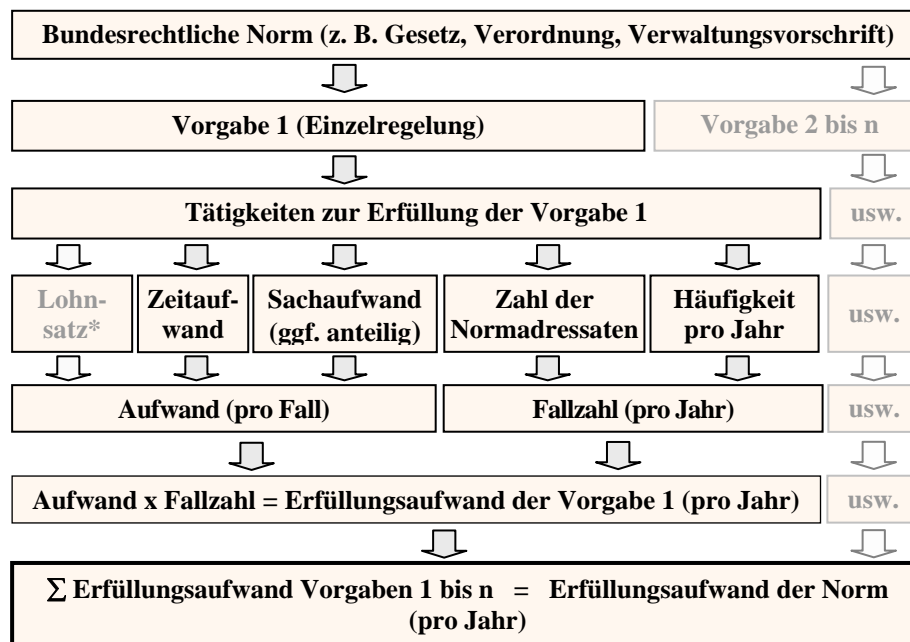 Bundesrechtliche Norm (z. B. Gesetz, Verordnung, Verwaltungsvorschrift)
Vorgabe 1 (Einzelregelung)
Vorgabe 2 bis n
Tätigkeiten zur Erfüllung der Vorgabe 1
usw.
Lohn-
satz*
Zeitauf-
wand
Sachaufwand
(ggf. anteilig)
Zahl der
Normadressaten
Häufigkeit
pro Jahr
usw.
Aufwand (pro Fall)
Fallzahl (pro Jahr)
usw.
Aufwand x Fallzahl = Erfüllungsaufwand der Vorgabe 1 (pro Jahr)
usw.
∑ Erfüllungsaufwand Vorgaben 1 bis n = Erfüllungsaufwand der Norm
(pro Jahr)